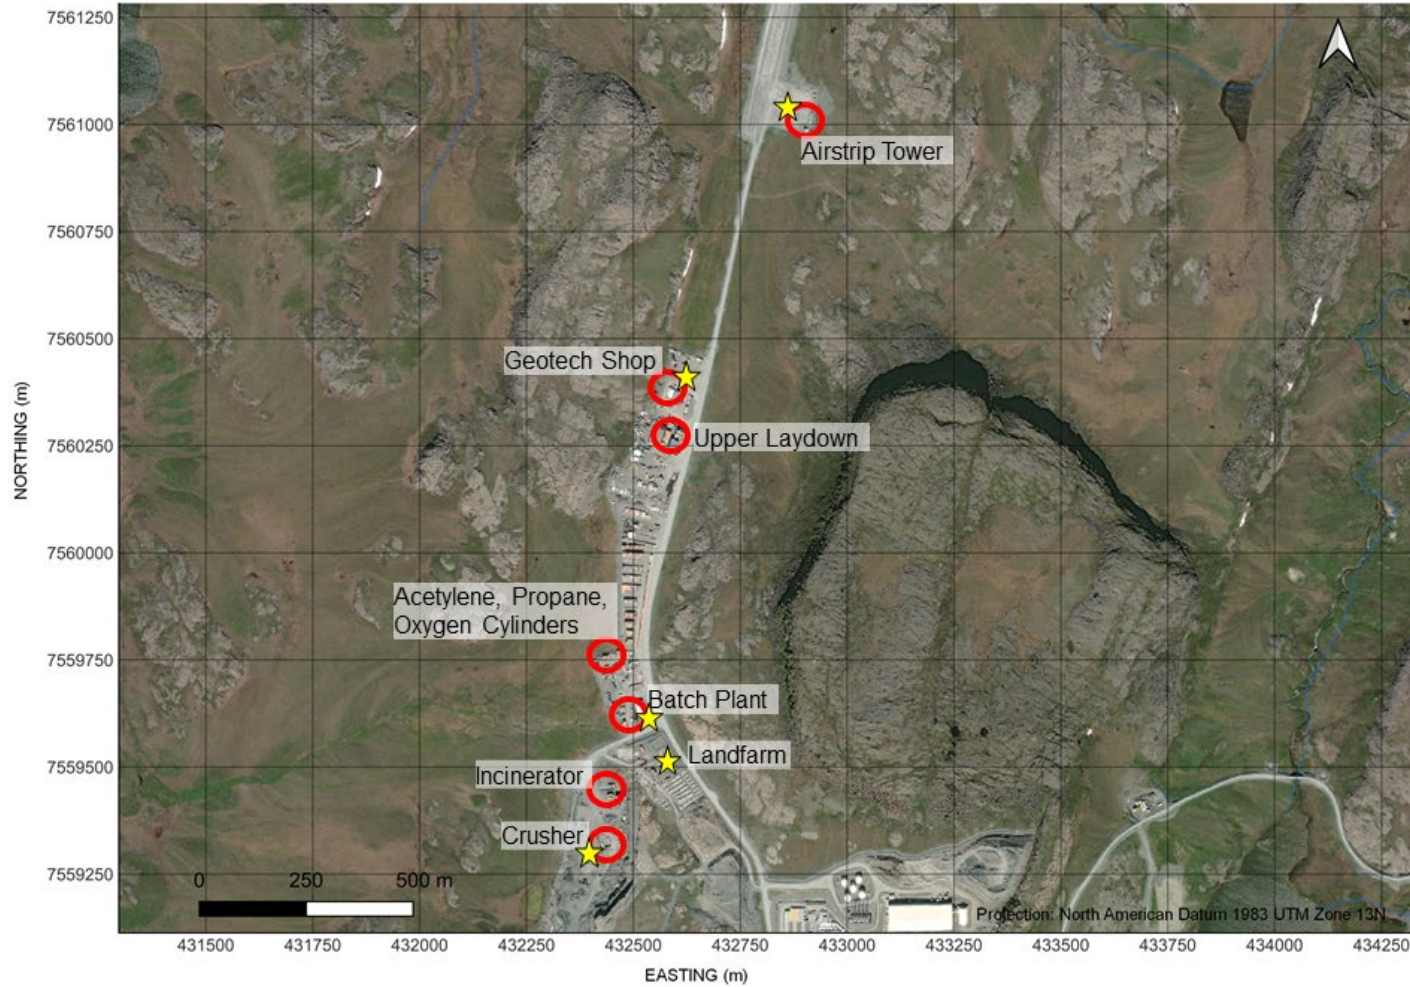 7561250
7561000
Airstrip Tower
7560750
7560500
Geotech Shop
Upper Laydown
7560250
NORTHING (m)
7560000
Acetylene, Propane,
Oxygen Cylinders
7559750
Batch Plant
Landfarm
7559500
Incinerator
Crusher
7559250
0 250 500 m
Projection: North American Datum 1983 UTM Zone 13N
431500 431750 432000 432250 432500 432750 433000 433250 433500 433750 434000 434250
EASTING (m)